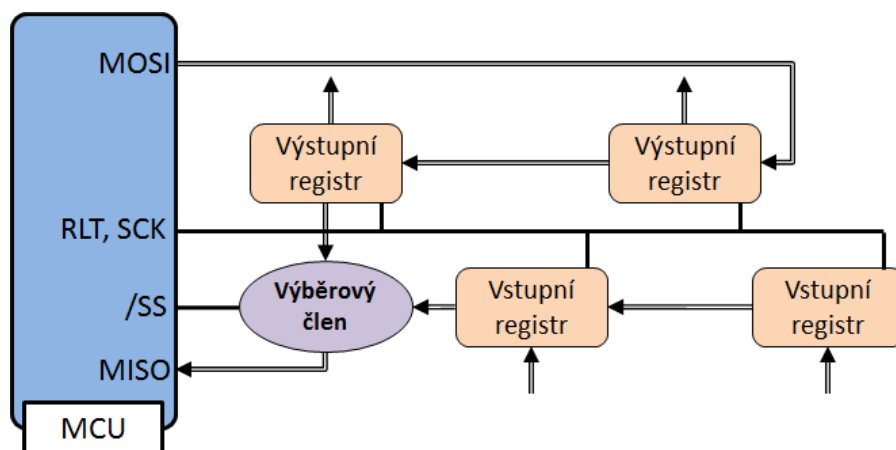 MOSI
Výstupní
registr
Výstupní
registr
RLT, SCK
/SS
Výběrový
člen
Vstupní
registr
Vstupní
registr
MISO
MCU